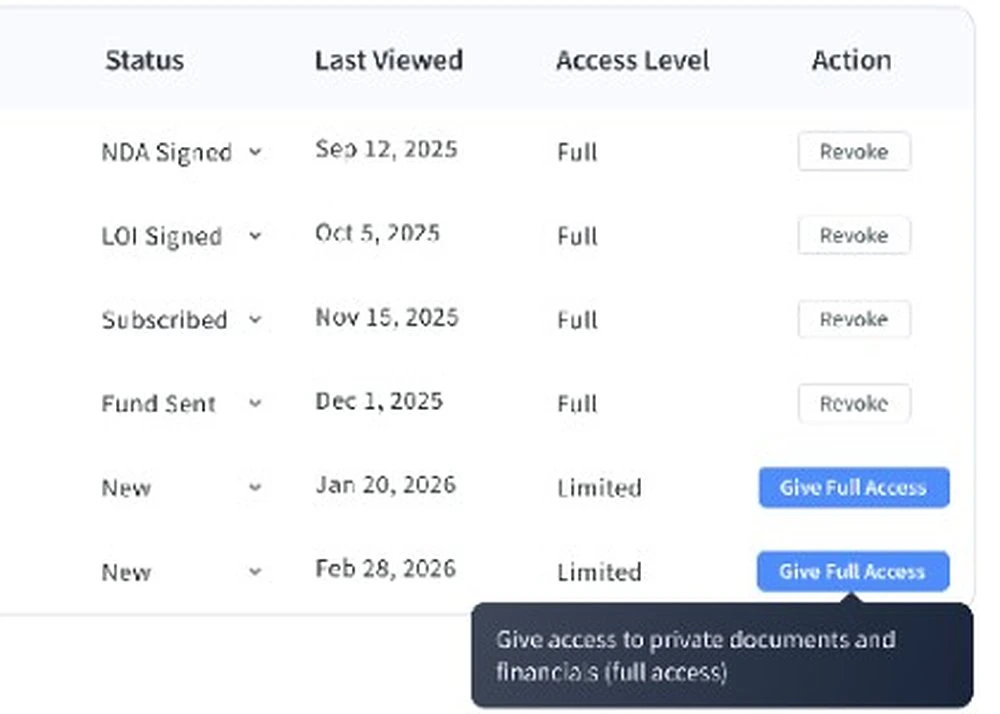 Status Last Viewed Access Level Action
NDA Signed Sep 12, 2025 Full Revoke
LOI Signed Oct 5, 2025 Full Revoke
Subscribed Nov 15, 2025 Full Revoke
Fund Sent Dec 1, 2025 Full Revoke
New Jan 20, 2026 Limited Give Full Access
New Feb 28, 2026 Limited Give Full Access
Give access to private documents and
financials (full access)